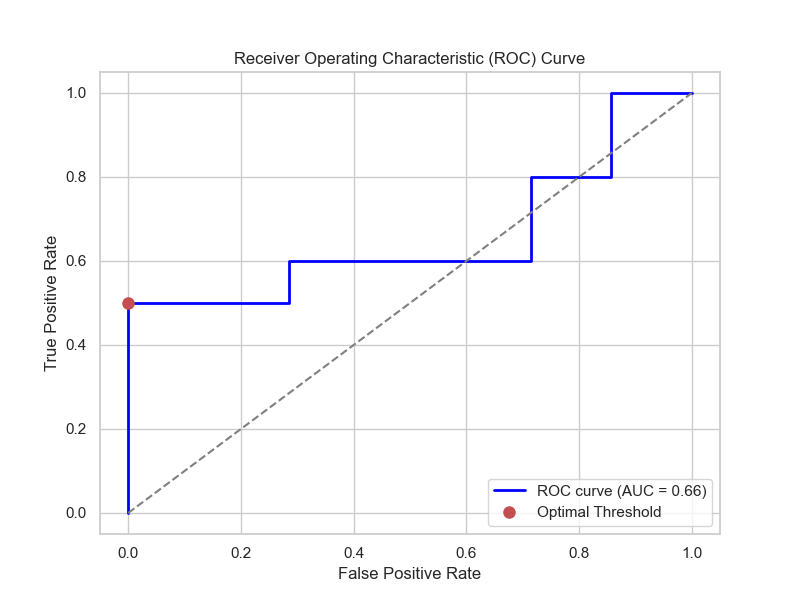 Receiver Operating Characteristic (ROC) Curve
True Positive Rate
1.0
0.8
0.6
0.4
0.2
0.0
0.0 0.2 0.4 0.6 0.8 1.0
False Positive Rate
ROC curve (AUC = 0.66)
Optimal Threshold